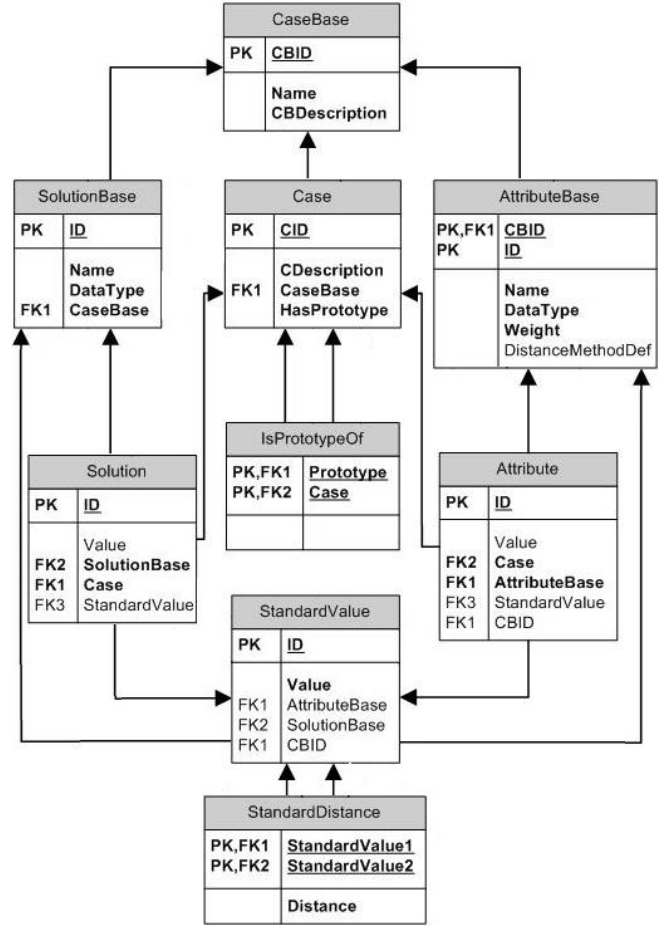 CaseBase
PK CBID
Name
CBDescription
SolutionBase
PK ID
Name
DataType
FK1 CaseBase
Case
PK CID
CDescription
FK1 CaseBase
HasPrototype
AttributeBase
PK,FK1 CBID
PK ID
Name
DataType
Weight
DistanceMethodDef
IsPrototypeOf
PK,FK1 Prototype
PK,FK2 Case
Solution
PK ID
Value
FK2 SolutionBase
FK1 Case
FK3 StandardValue
Attribute
PK ID
Value
FK2 Case
FK1 AttributeBase
FK3 StandardValue
FK1 CBID
StandardValue
PK ID
Value
FK1 AttributeBase
FK2 SolutionBase
FK1 CBID
StandardDistance
PK,FK1 StandardValue1
PK,FK2 StandardValue2
Distance